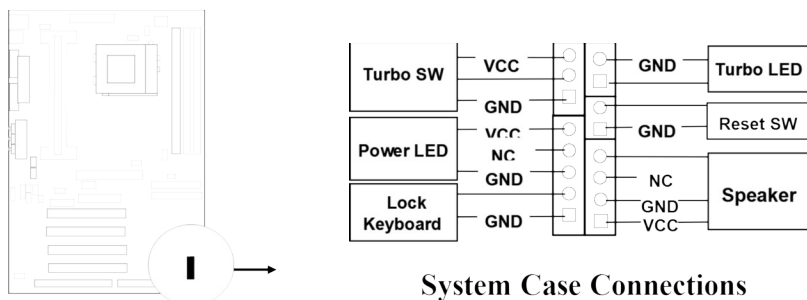 Turbo SW
VCC
GND
GND
Turbo LED
Power LED
VCC
NC
GND
GND
Reset SW
Lock
Keyboard
GND
NC
GND
VCC
Speaker
System Case Connections